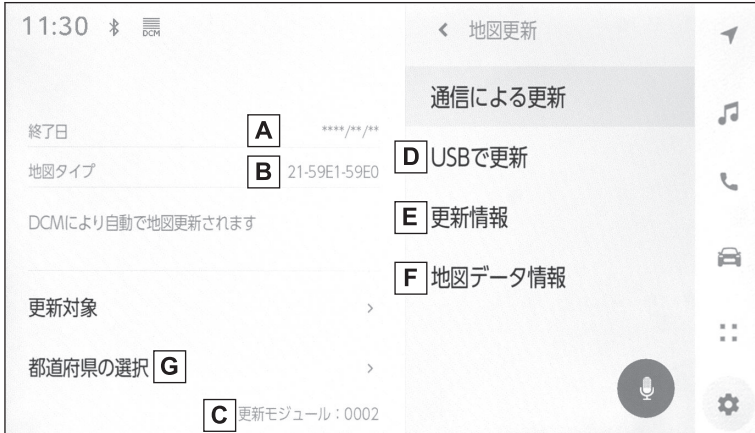 11:30 DCM
終了日 A ****/**/**
地図タイプ B 21-59E1-59E0
DCMにより自動で地図更新されます
更新対象 >
都道府県の選択 G >
C 更新モジュール：0002
< 地図更新
通信による更新
D USBで更新
E 更新情報
F 地図データ情報